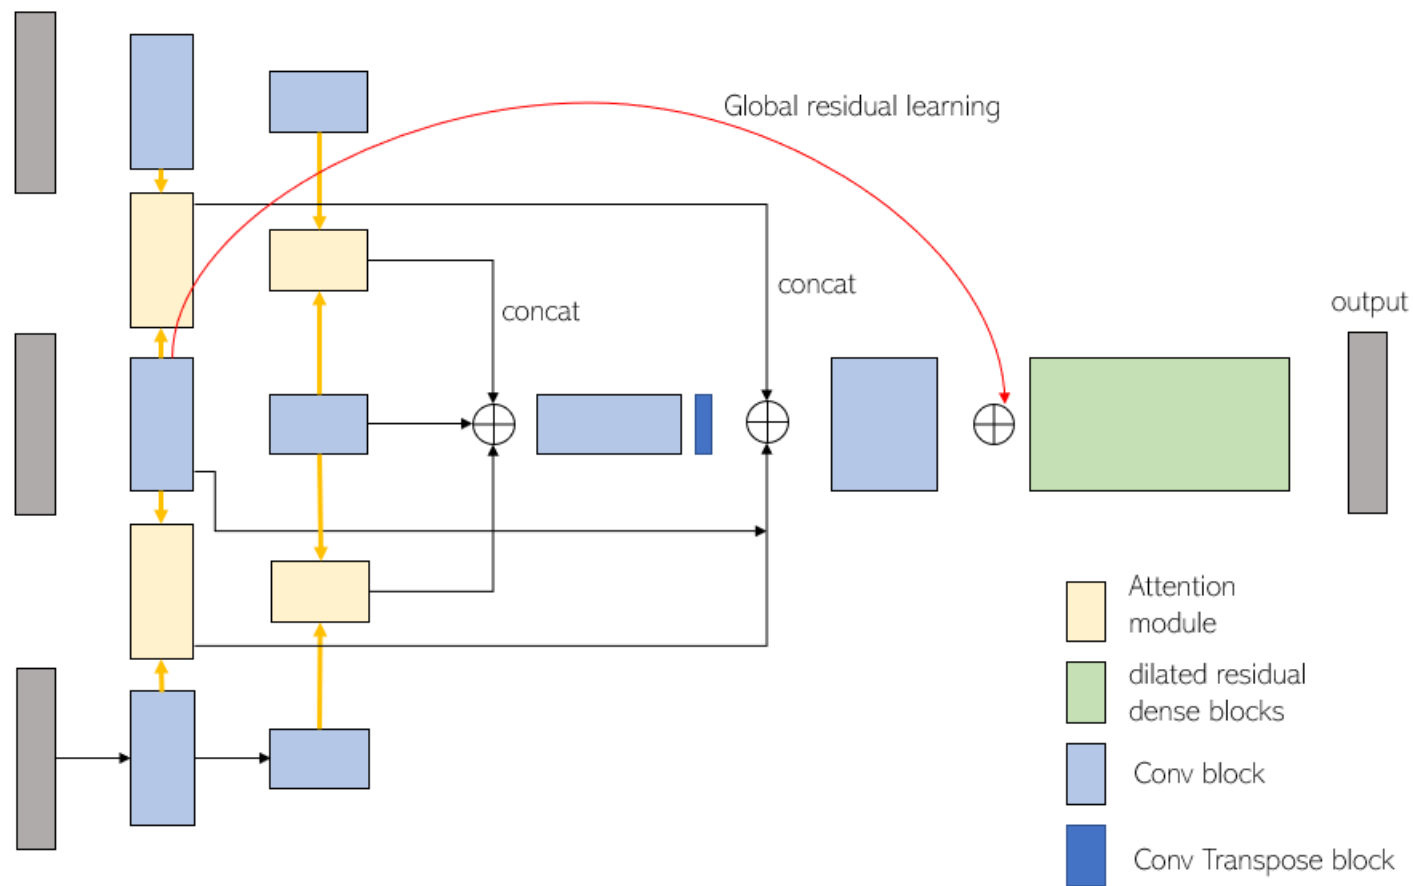 Global residual learning
concat
concat
output
Attention
module
dilated residual
dense blocks
Conv block
Conv Transpose block